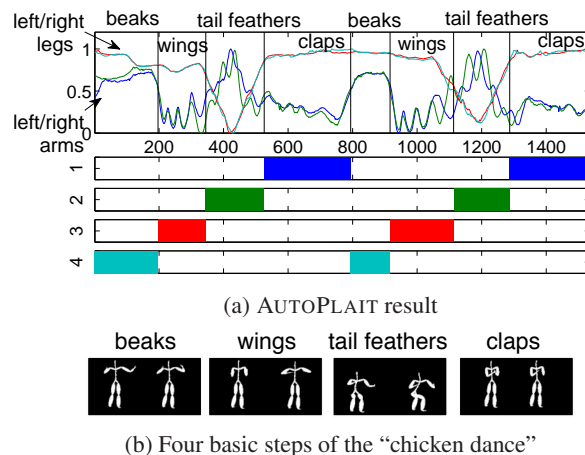 left/right
legs
beaks
tail feathers
beaks
tail feathers
wings
claps
wings
claps
1
0.5
0
left/right
arms
200 400 600 800 1000 1200 1400
1
2
3
4
(a) AUTOPLAIT result
beaks wings tail feathers claps
(b) Four basic steps of the “chicken dance”